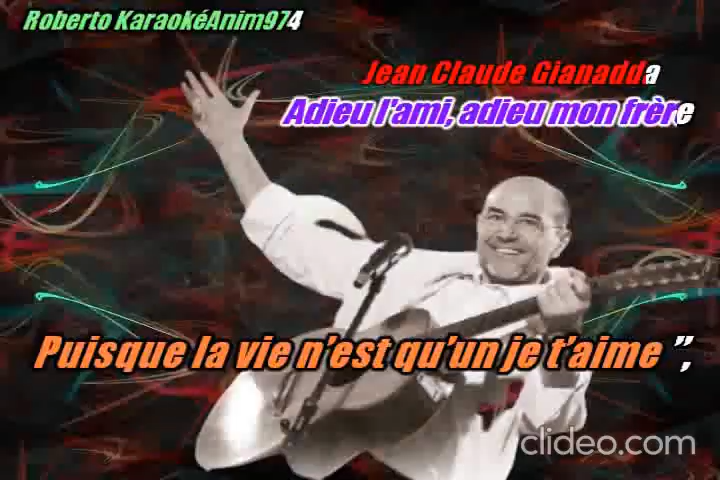 Roberto KaraokéAnim974
Jean Claude Gianadda
Adieu l'ami, adieu mon frère
Puisque la vie n’est qu’un je t’aime ”,
clideo.com